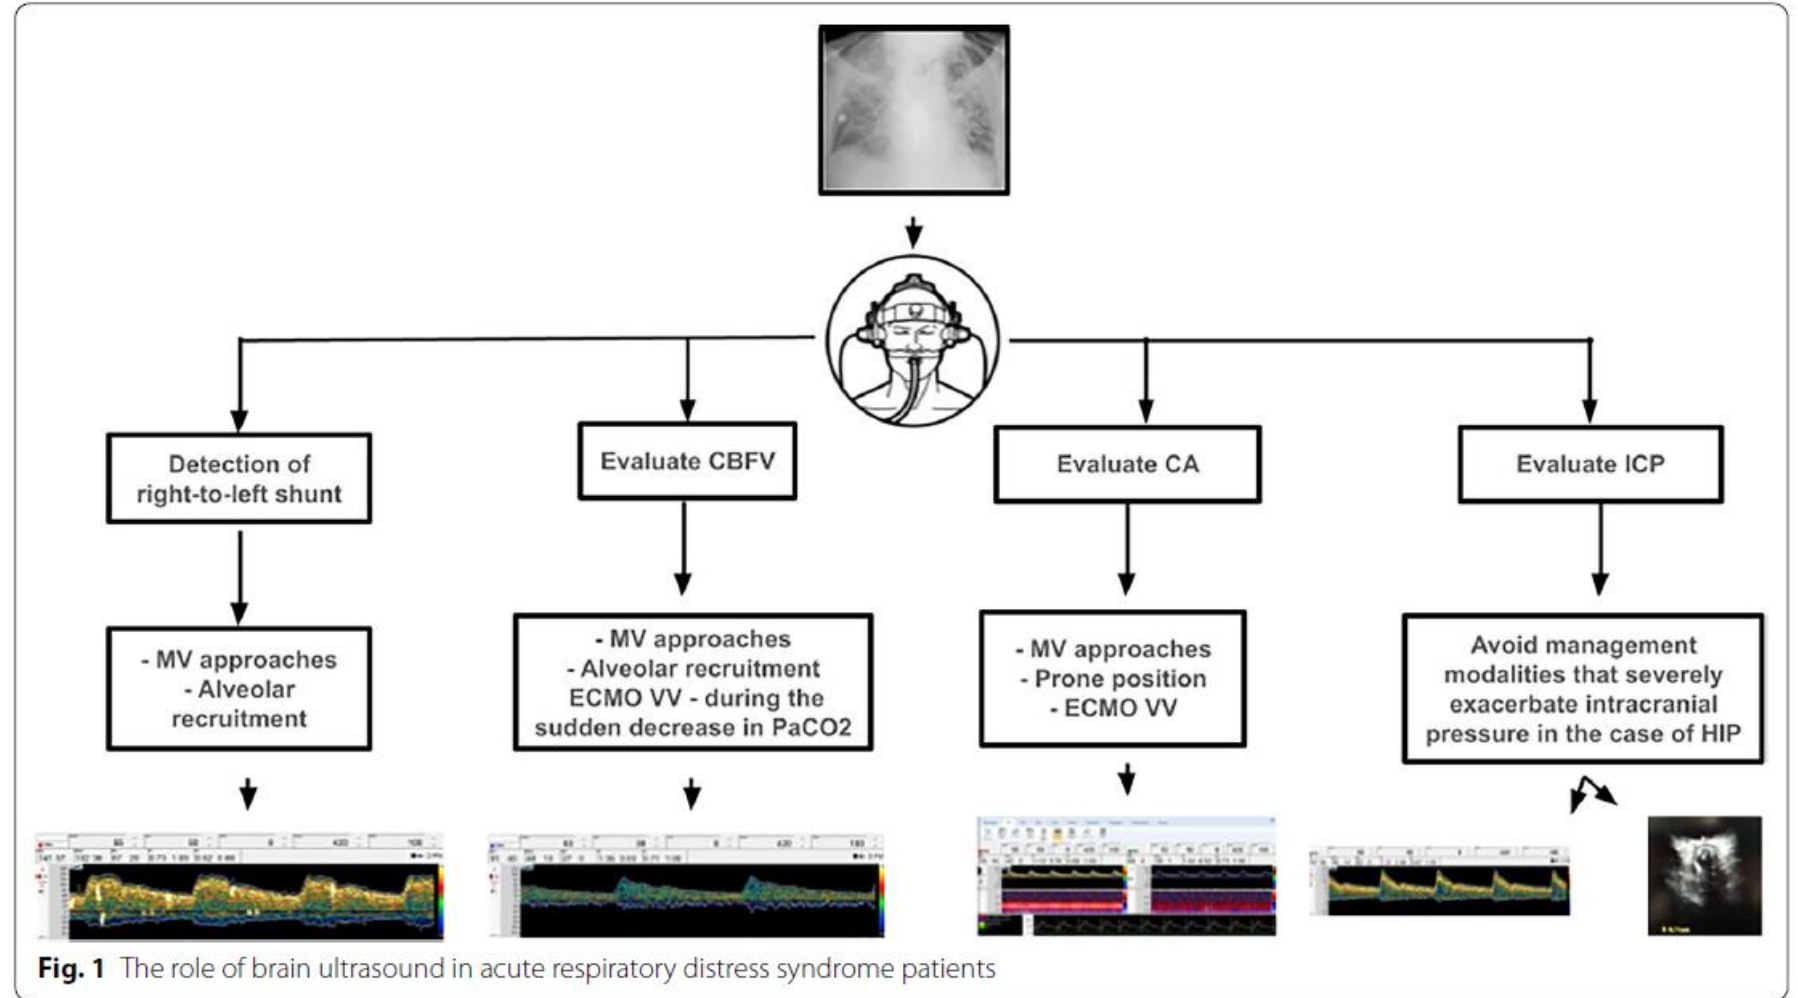 Detection of
right-to-left shunt
Evaluate CBFV
Evaluate CA
Evaluate ICP
- MV approaches
- Alveolar
recruitment
- MV approaches
- Alveolar recruitment
ECMO VV - during the
sudden decrease in PaCO2
- MV approaches
- Prone position
- ECMO VV
Avoid management
modalities that severely
exacerbate intracranial
pressure in the case of HIP
Fig. 1 The role of brain ultrasound in acute respiratory distress syndrome patients